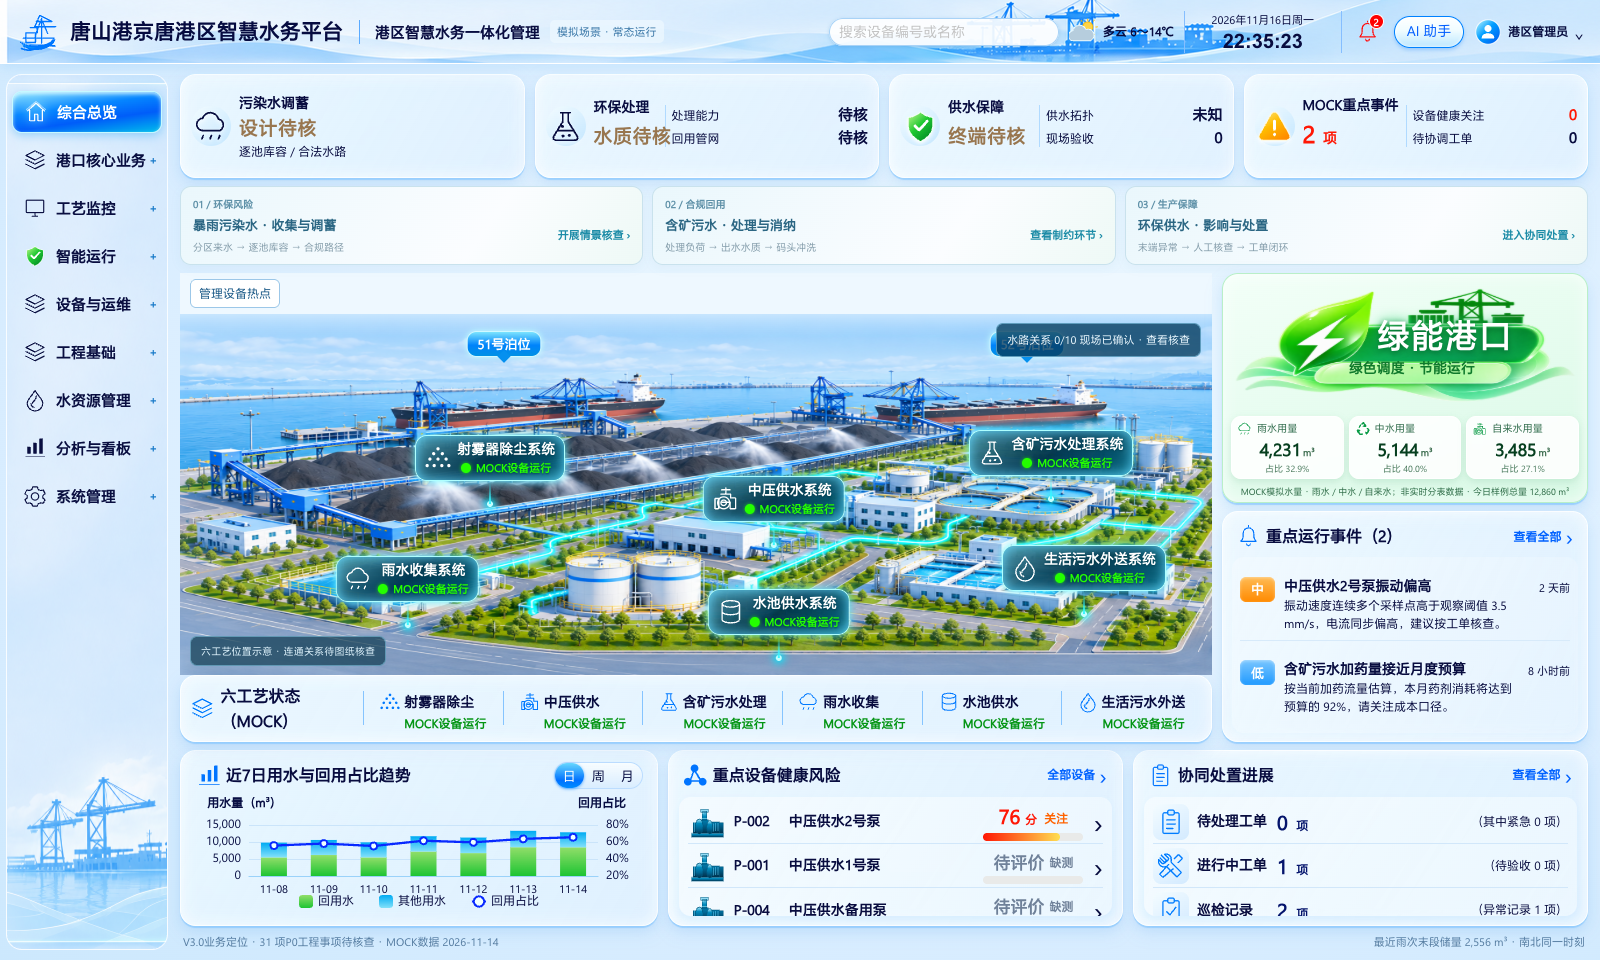 唐山港京唐港区智慧水务平台
港区智慧水务一体化管理
模拟场景 · 常态运行
搜索设备编号或名称
多云 6~14℃
2026年11月16日周一
22:35:23
2
AI 助手
港区管理员
综合总览
港口核心业务 +
工艺监控 +
智能运行 +
设备与运维 +
工程基础 +
水资源管理 +
分析与看板 +
系统管理 +
污染水调蓄
设计待核
逐池库容 / 合法水路
环保处理
水质待核
处理能力 待核
回用管网 待核
供水保障
终端待核
供水拓扑 未知
现场验收 0
MOCK重点事件
2 项
设备健康关注 0
待协调工单 0
01 / 环保风险
暴雨污染水 · 收集与调蓄
分区来水 → 逐池库容 → 合规路径
开展情景核查 ›
02 / 合规回用
含矿污水 · 处理与消纳
处理负荷 → 出水水质 → 码头冲洗
查看制约环节 ›
03 / 生产保障
环保供水 · 影响与处置
末端异常 → 人工核查 → 工单闭环
进入协同处置 ›
管理设备热点
51号泊位
水路关系 0/10 现场已确认 · 查看核查
射雾器除尘系统
MOCK设备运行
含矿污水处理系统
MOCK设备运行
中压供水系统
MOCK设备运行
雨水收集系统
MOCK设备运行
生活污水外送系统
MOCK设备运行
水池供水系统
MOCK设备运行
六工艺位置示意 · 连通关系待图纸核查
绿能港口
绿色调度 · 节能运行
雨水用量
4,231 m³
占比 32.9%
中水用量
5,144 m³
占比 40.0%
自来水用量
3,485 m³
占比 27.1%
MOCK模拟水量 · 雨水 / 中水 / 自来水；非实时分表数据 · 今日样例总量 12,860 m³
重点运行事件（2）
查看全部 ›
中
中压供水2号泵振动偏高
2 天前
振动速度连续多个采样点高于观察阈值 3.5
mm/s，电流同步偏高，建议按工单核查。
低
含矿污水加药量接近月度预算
8 小时前
按当前加药流量估算，本月药剂消耗将达到
预算的 92%，请关注成本口径。
六工艺状态
（MOCK）
射雾器除尘
MOCK设备运行
中压供水
MOCK设备运行
含矿污水处理
MOCK设备运行
雨水收集
MOCK设备运行
水池供水
MOCK设备运行
生活污水外送
MOCK设备运行
近7日用水与回用占比趋势
日 周 月
用水量（m³）
回用占比
15,000
10,000
5,000
0
80%
60%
40%
20%
11-08 11-09 11-10 11-11 11-12 11-13 11-14
回用水 其他用水 回用占比
重点设备健康风险
全部设备 ›
P-002 中压供水2号泵 76 分 关注 ›
P-001 中压供水1号泵 待评价 缺测 ›
P-004 中压供水备用泵 待评价 缺测 ›
协同处置进展
查看全部 ›
待处理工单 0 项 （其中紧急 0 项）
进行中工单 1 项 （待验收 0 项）
巡检记录 2 项 （异常记录 1 项）
V3.0业务定位 · 31 项P0工程事项待核查 · MOCK数据 2026-11-14
最近雨次末段储量 2,556 m³ · 南北同一时刻